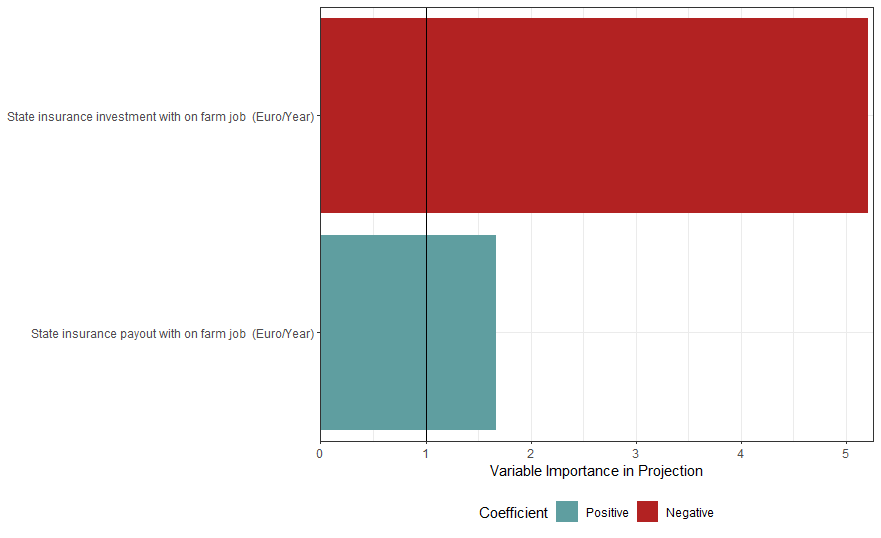 State insurance investment with on farm job  (Euro/Year)
State insurance payout with on farm job  (Euro/Year)
0 1 2 3 4 5
Variable Importance in Projection
Coefficient Positive Negative